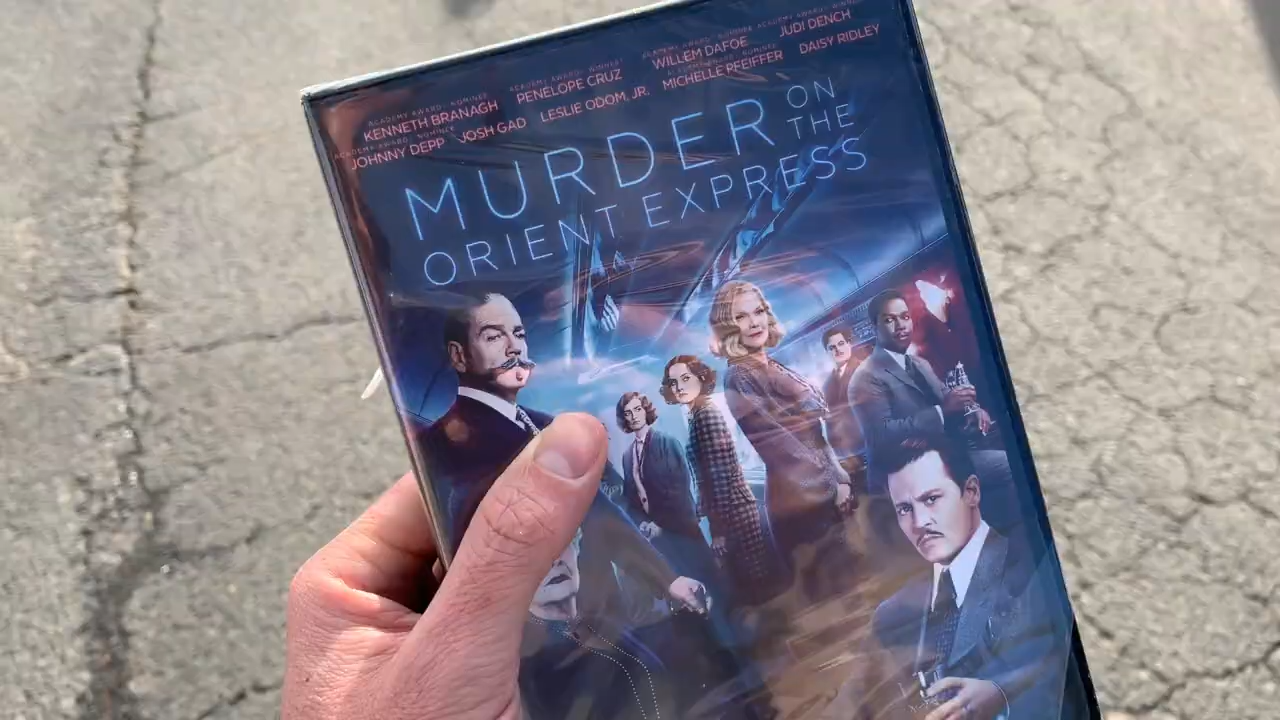 ACADEMY AWARD® NOMINEE ACADEMY AWARD® WINNER ACADEMY AWARD® NOMINEE ACADEMY AWARD® WINNER
KENNETH BRANAGH PENELOPE CRUZ WILLEM DAFOE JUDI DENCH
ACADEMY AWARD® NOMINEE ACADEMY AWARD® NOMINEE
JOHNNY DEPP JOSH GAD LESLIE ODOM, JR. MICHELLE PFEIFFER DAISY RIDLEY
MURDER ON THE
ORIENT EXPRESS